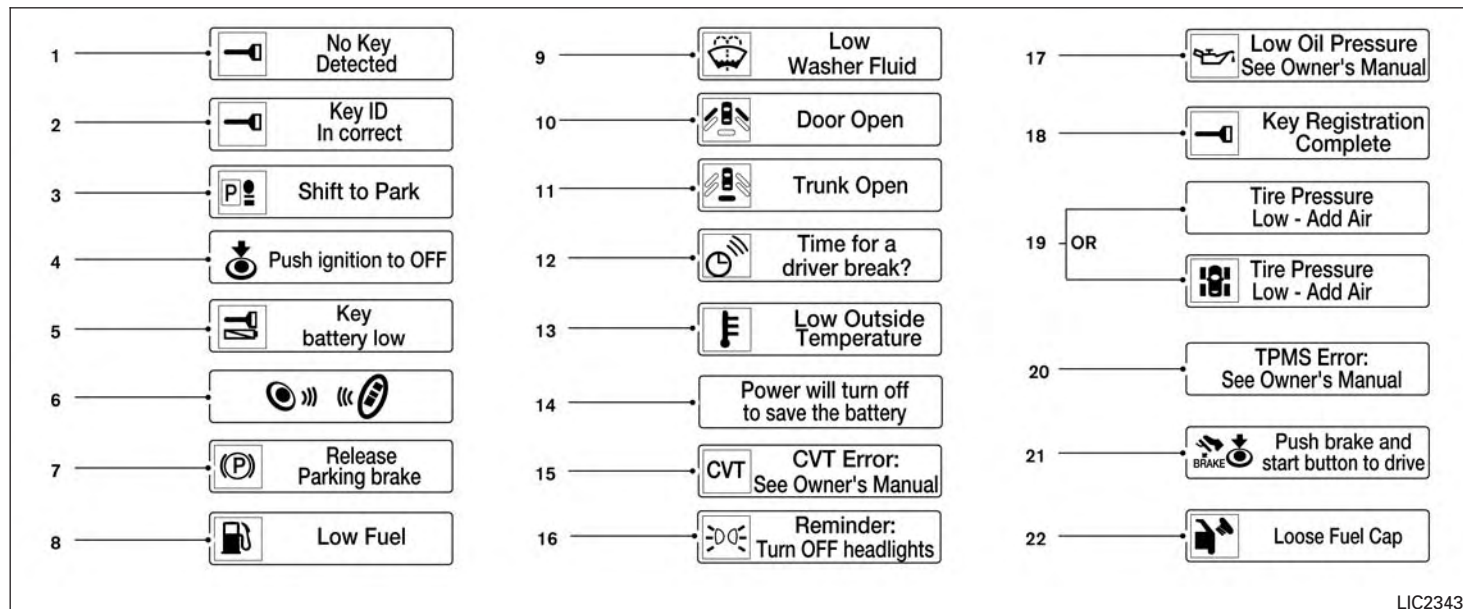 1
No Key
Detected
2
Key ID
In correct
3
P
Shift to Park
4
Push ignition to OFF
5
Key
battery low
6
7
P
Release
Parking brake
8
Low Fuel
9
Low
Washer Fluid
10
Door Open
11
Trunk Open
12
Time for a
driver break?
13
Low Outside
Temperature
14
Power will turn off
to save the battery
15
CVT
CVT Error:
See Owner's Manual
16
Reminder:
Turn OFF headlights
17
Low Oil Pressure
See Owner's Manual
18
Key Registration
Complete
19
OR
Tire Pressure
Low - Add Air
Tire Pressure
Low - Add Air
20
TPMS Error:
See Owner's Manual
21
BRAKE
Push brake and
start button to drive
22
Loose Fuel Cap
LIC2343